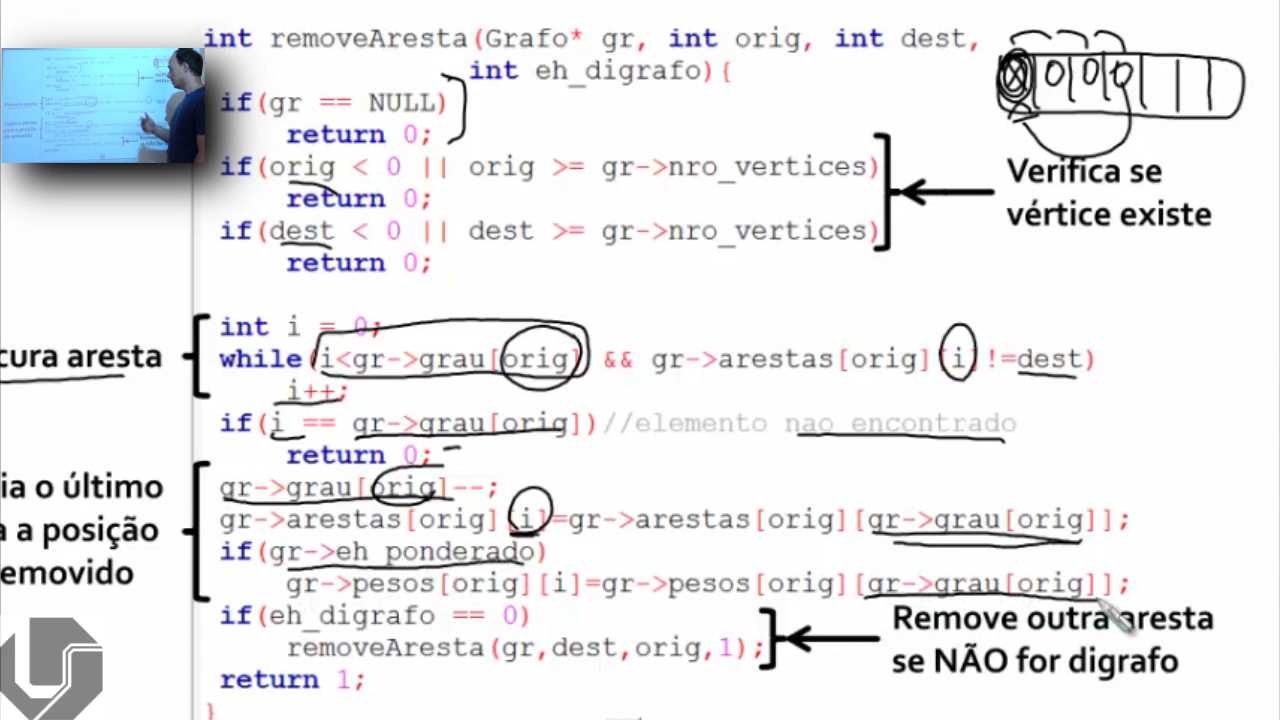 int removeAresta(Grafo* gr, int orig, int dest,
int eh_digrafo){
if(gr == NULL)
return 0;
if(orig < 0 || orig >= gr->nro_vertices)
return 0;
if(dest < 0 || dest >= gr->nro_vertices)
return 0;
Verifica se
vértice existe
int i = 0;
while(i<gr->grau[orig] && gr->arestas[orig][i]!=dest)
i++;
cura aresta
if(i == gr->grau[orig])//elemento nao encontrado
return 0;
gr->grau[orig]--;
gr->arestas[orig][i]=gr->arestas[orig][gr->grau[orig]];
if(gr->eh_ponderado)
gr->pesos[orig][i]=gr->pesos[orig][gr->grau[orig]];
ia o último
a a posição
emovido
if(eh_digrafo == 0)
removeAresta(gr,dest,orig,1);
Remove outra aresta
se NÃO for digrafo
return 1;
}